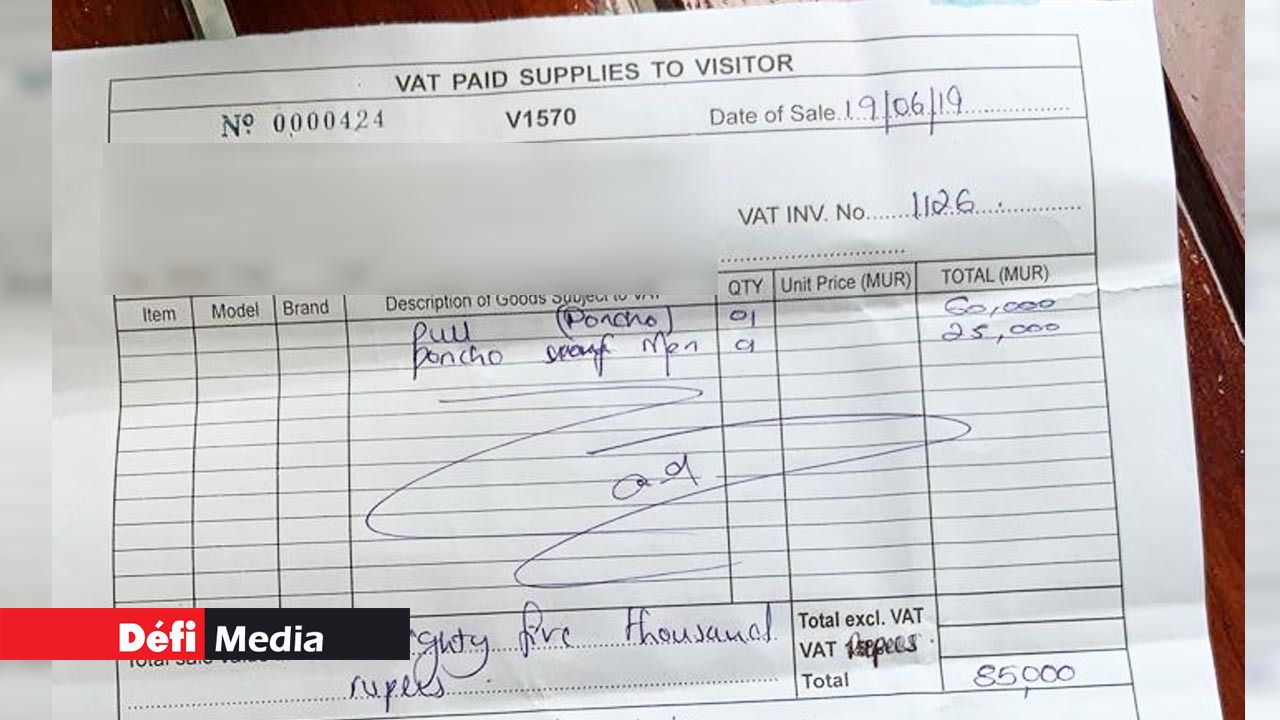 VAT PAID SUPPLIES TO VISITOR
Nº 0000424 V1570 Date of Sale 19/06/19
VAT INV. No. 1126
Item Model Brand Description of Goods Subject to VAT QTY Unit Price (MUR) TOTAL (MUR)
pull (Poncho) 01 60,000
poncho Men 25,000
five thousand
Total excl. VAT
VAT
rupees
Total 85,000
Défi Media